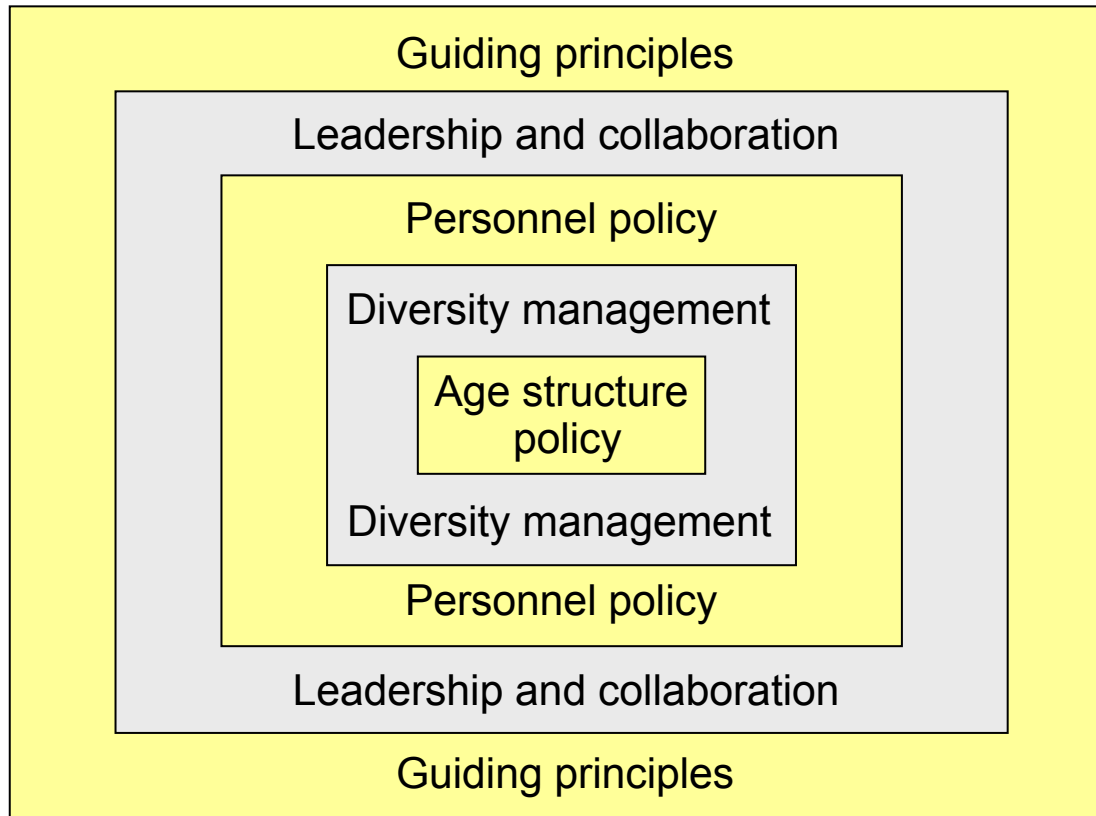 Guiding principles
Leadership and collaboration
Personnel policy
Diversity management
Age structure
policy
Diversity management
Personnel policy
Leadership and collaboration
Guiding principles